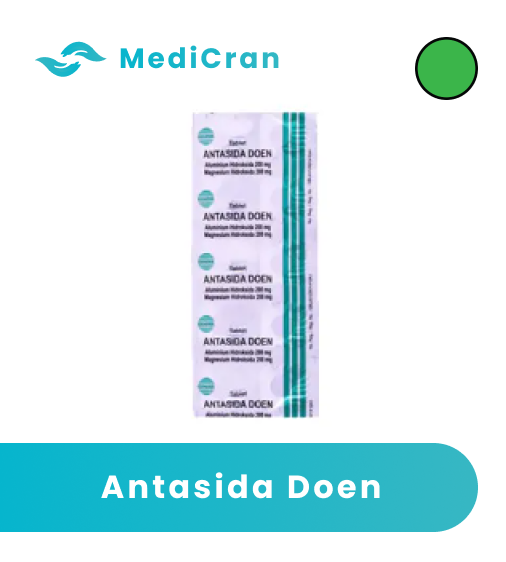 MediCran
Tablet
ANTASIDA DOEN
Aluminium Hidroksida 200 mg
Magnesium Hidroksida 200 mg
Tablet
ANTASIDA DOEN
Aluminium Hidroksida 200 mg
Magnesium Hidroksida 200 mg
Tablet
ANTASIDA DOEN
Aluminium Hidroksida 200 mg
Magnesium Hidroksida 200 mg
Tablet
ANTASIDA DOEN
Aluminium Hidroksida 200 mg
Magnesium Hidroksida 200 mg
Tablet
ANTASIDA DOEN
Aluminium Hidroksida 200 mg
Antasida Doen